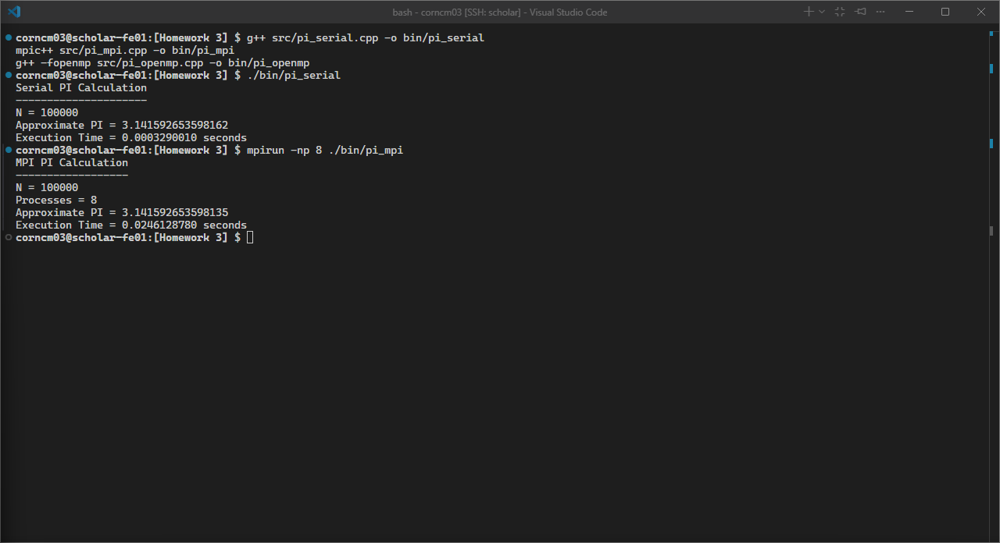 bash - corncm03 [SSH: scholar] - Visual Studio Code
corncm03@scholar-fe01:[Homework 3] $ g++ src/pi_serial.cpp -o bin/pi_serial
mpic++ src/pi_mpi.cpp -o bin/pi_mpi
g++ -fopenmp src/pi_openmp.cpp -o bin/pi_openmp
corncm03@scholar-fe01:[Homework 3] $ ./bin/pi_serial
Serial PI Calculation
---------------------
N = 100000
Approximate PI = 3.141592653598162
Execution Time = 0.0003290010 seconds
corncm03@scholar-fe01:[Homework 3] $ mpirun -np 8 ./bin/pi_mpi
MPI PI Calculation
------------------
N = 100000
Processes = 8
Approximate PI = 3.141592653598135
Execution Time = 0.0246128780 seconds
corncm03@scholar-fe01:[Homework 3] $